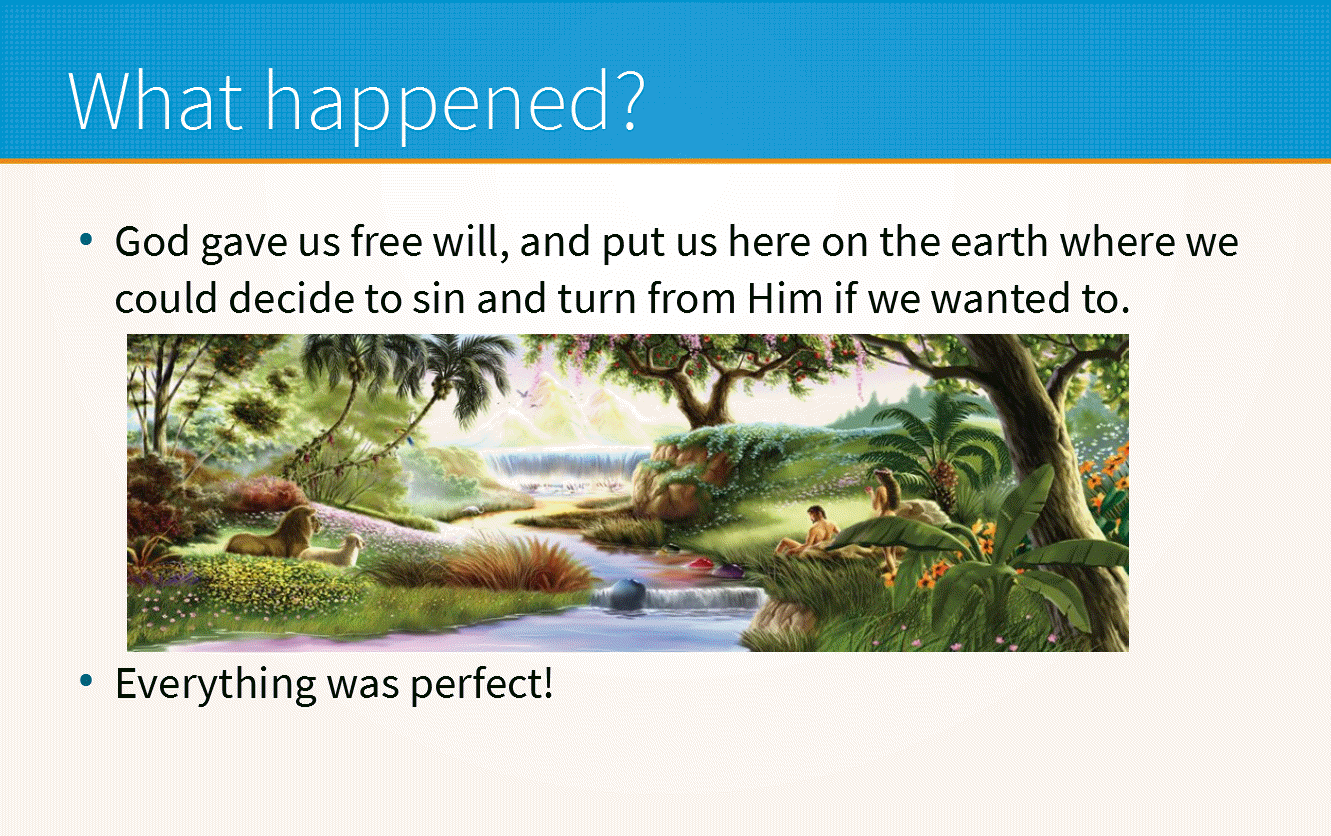 What happened?
• God gave us free will, and put us here on the earth where we
could decide to sin and turn from Him if we wanted to.
• Everything was perfect!